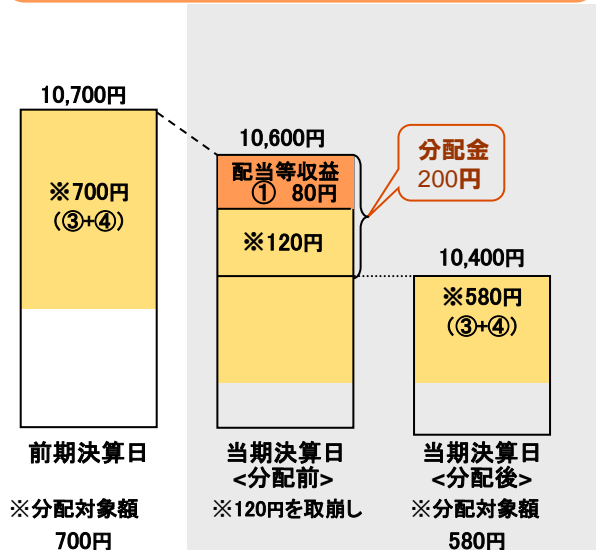 10,700円
※700円
（③+④）
前期決算日
※分配対象額
700円
10,600円
配当等収益
① 80円
※120円
分配金
200円
当期決算日
<分配前>
※120円を取崩し
10,400円
※580円
（③+④）
当期決算日
<分配後>
※分配対象額
580円